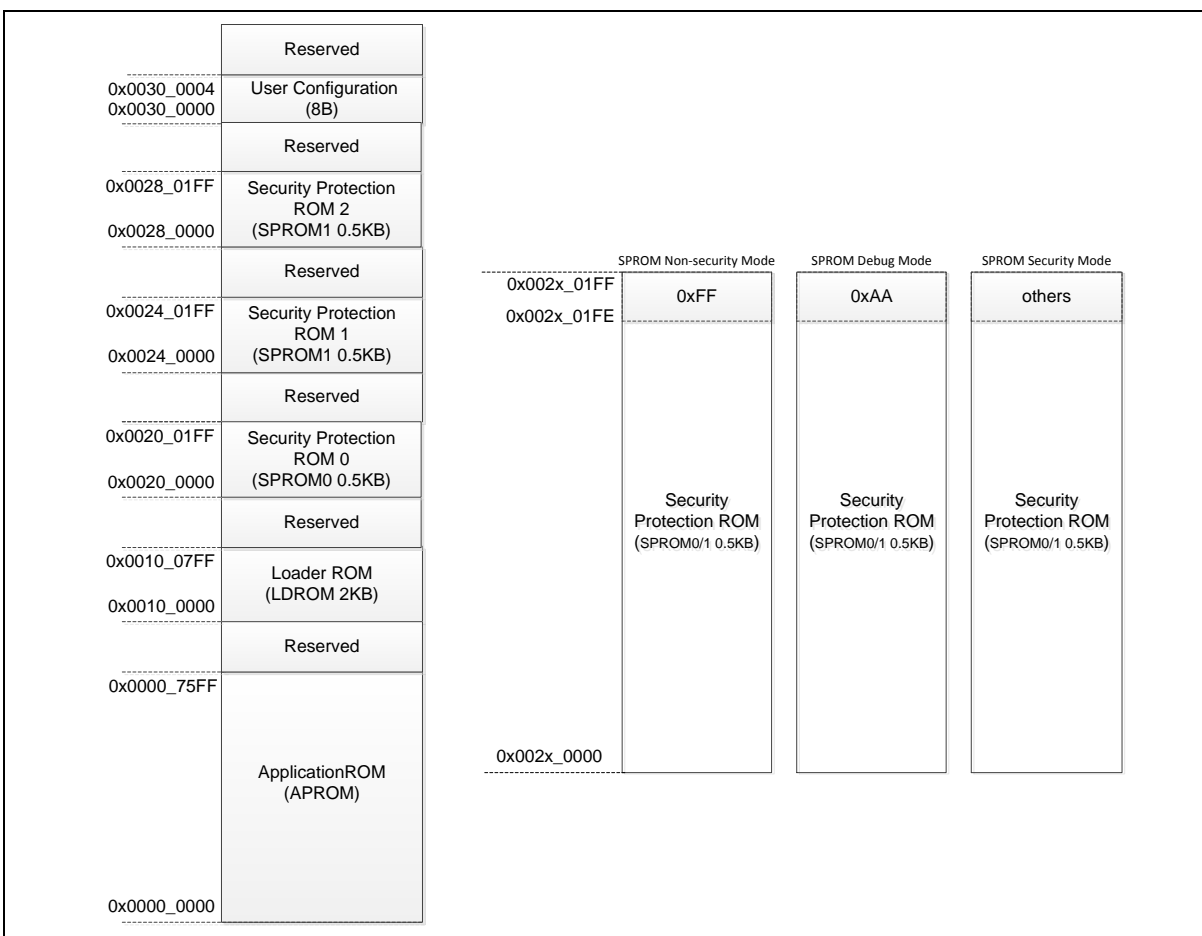 Reserved
0x0030_0004
0x0030_0000
User Configuration
(8B)
Reserved
0x0028_01FF
0x0028_0000
Security Protection
ROM 2
(SPROM1 0.5KB)
Reserved
0x0024_01FF
0x0024_0000
Security Protection
ROM 1
(SPROM1 0.5KB)
Reserved
0x0020_01FF
0x0020_0000
Security Protection
ROM 0
(SPROM0 0.5KB)
Reserved
0x0010_07FF
0x0010_0000
Loader ROM
(LDROM 2KB)
Reserved
0x0000_75FF
ApplicationROM
(APROM)
0x0000_0000
SPROM Non-security Mode
SPROM Debug Mode
SPROM Security Mode
0x002x_01FF
0x002x_01FE
0xFF
0xAA
others
Security
Protection ROM
(SPROM0/1 0.5KB)
Security
Protection ROM
(SPROM0/1 0.5KB)
Security
Protection ROM
(SPROM0/1 0.5KB)
0x002x_0000